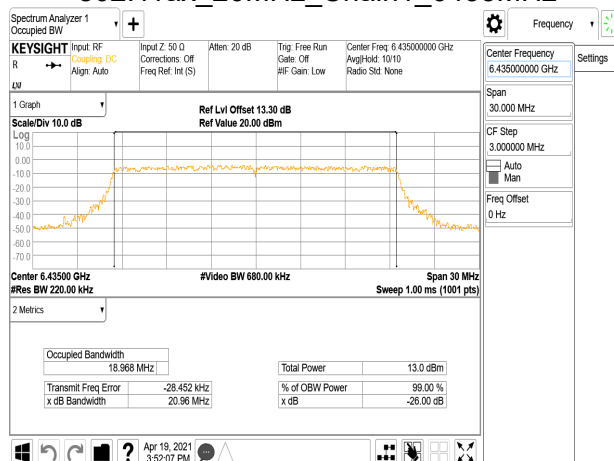 Spectrum Analyzer 1
Occupied BW
Frequency
KEYSIGHT
R
Input: RF
Coupling: DC
Align: Auto
Input Z: 50 Ω
Corrections: Off
Freq Ref: Int (S)
Atten: 20 dB
Trig: Free Run
Gate: Off
#IF Gain: Low
Center Freq: 6.435000000 GHz
Avg|Hold: 10/10
Radio Std: None
Center Frequency
6.435000000 GHz
Settings
Span
30.000 MHz
CF Step
3.000000 MHz
Auto
Man
Freq Offset
0 Hz
1 Graph
Scale/Div 10.0 dB
Ref Lvl Offset 13.30 dB
Ref Value 20.00 dBm
Log
10.0
0.00
-10.0
-20.0
-30.0
-40.0
-50.0
-60.0
-70.0
Center 6.43500 GHz
#Video BW 680.00 kHz
Span 30 MHz
#Res BW 220.00 kHz
Sweep 1.00 ms (1001 pts)
2 Metrics
Occupied Bandwidth
18.968 MHz
Total Power 13.0 dBm
Transmit Freq Error -28.452 kHz
% of OBW Power 99.00 %
x dB Bandwidth 20.96 MHz
x dB -26.00 dB
?
Apr 19, 2021
3:52:07 PM